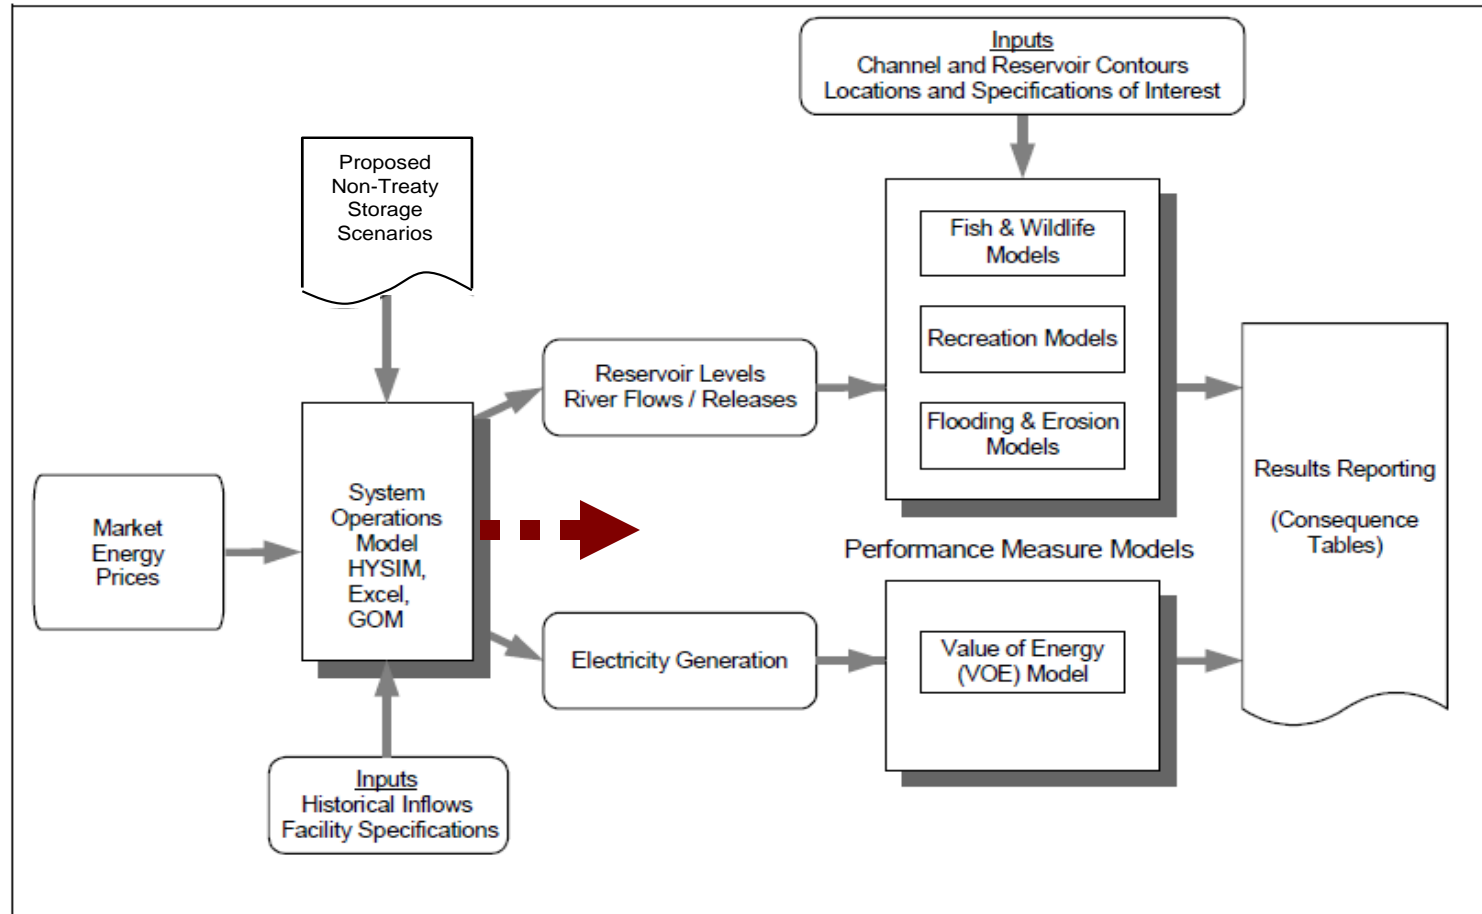 Inputs
Channel and Reservoir Contours
Locations and Specifications of Interest
Proposed
Non-Treaty
Storage
Scenarios
Fish & Wildlife
Models
Recreation Models
Flooding & Erosion
Models
Reservoir Levels
River Flows / Releases
Market
Energy
Prices
System
Operations
Model
HYSIM,
Excel,
GOM
Performance Measure Models
Electricity Generation
Value of Energy
(VOE) Model
Results Reporting
(Consequence
Tables)
Inputs
Historical Inflows
Facility Specifications